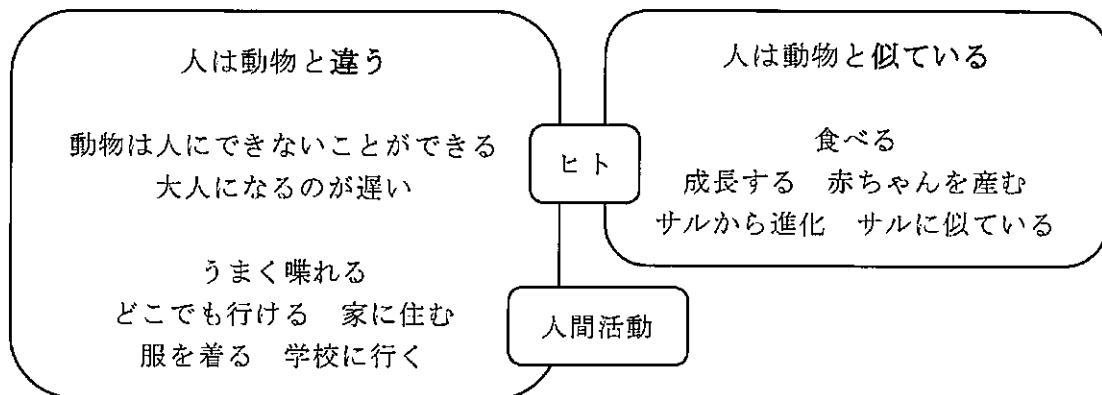 人は動物と違う
動物は人にできないことができる
大人になるのが遅い
うまく喋れる
どこでも行ける　家に住む
服を着る　学校に行く
ヒト
人間活動
人は動物と似ている
食べる
成長する　赤ちゃんを産む
サルから進化　サルに似ている